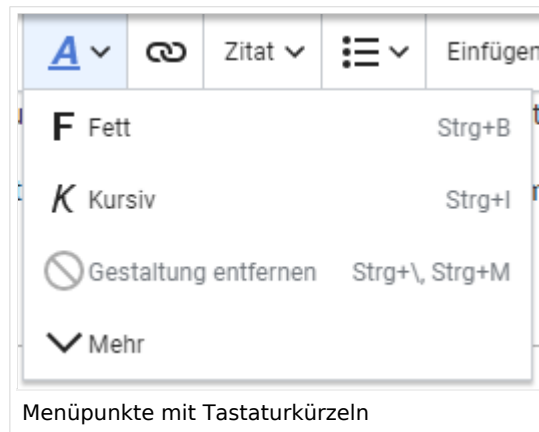 A Zitat Einfügen
F Fett Strg+B
K Kursiv Strg+I
Gestaltung entfernen Strg+\, Strg+M
Mehr
Menüpunkte mit Tastaturkürzeln